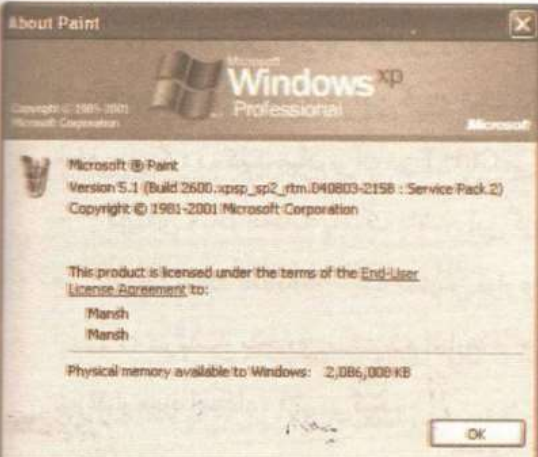 About Paint
Microsoft
Windows xp
Professional
Copyright © 1985-2001
Microsoft Corporation
Microsoft
Microsoft ® Paint
Version 5.1 (Build 2600.xpsp_sp2_rtm.040803-2158 : Service Pack 2)
Copyright © 1981-2001 Microsoft Corporation
This product is licensed under the terms of the End-User
License Agreement to:
Mansh
Mansh
Physical memory available to Windows: 2,086,008 KB
OK